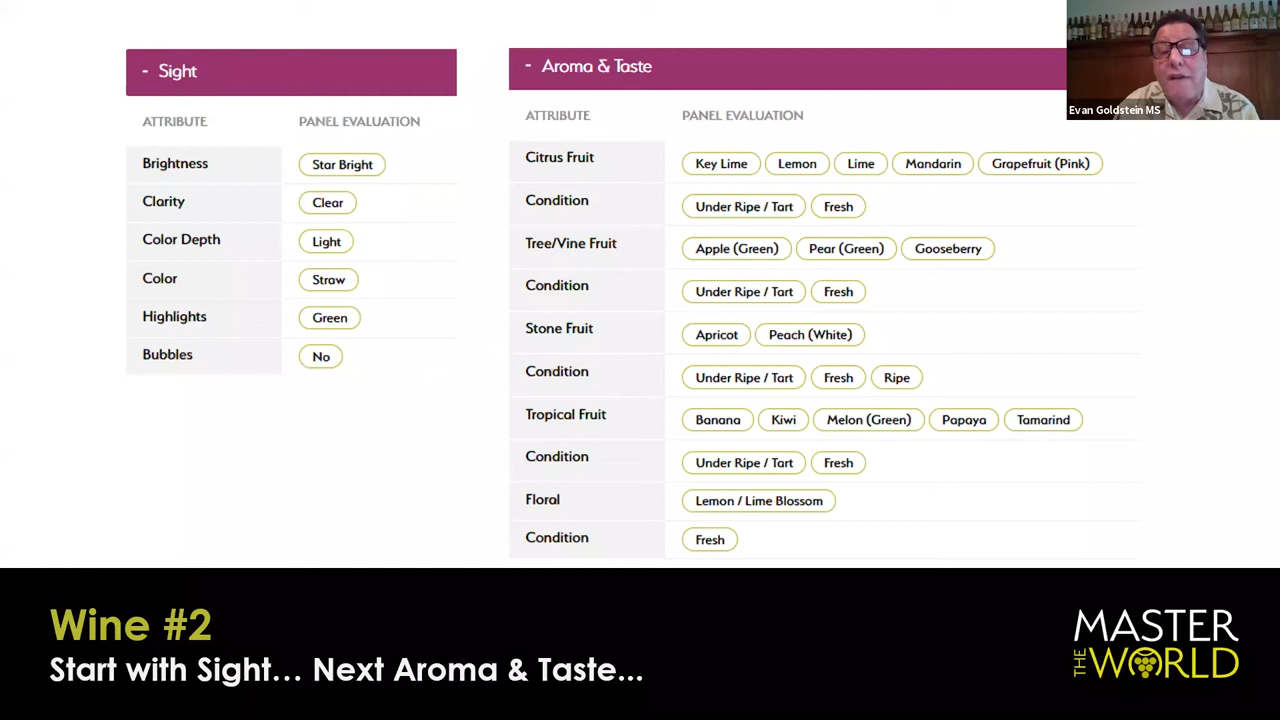 - Sight
ATTRIBUTE PANEL EVALUATION
Brightness Star Bright
Clarity Clear
Color Depth Light
Color Straw
Highlights Green
Bubbles No
- Aroma & Taste
ATTRIBUTE PANEL EVALUATION
Citrus Fruit Key Lime Lemon Lime Mandarin Grapefruit (Pink)
Condition Under Ripe / Tart Fresh
Tree/Vine Fruit Apple (Green) Pear (Green) Gooseberry
Condition Under Ripe / Tart Fresh
Stone Fruit Apricot Peach (White)
Condition Under Ripe / Tart Fresh Ripe
Tropical Fruit Banana Kiwi Melon (Green) Papaya Tamarind
Condition Under Ripe / Tart Fresh
Floral Lemon / Lime Blossom
Condition Fresh
Evan Goldstein MS
Wine #2
Start with Sight... Next Aroma & Taste...
MASTER
THE WORLD